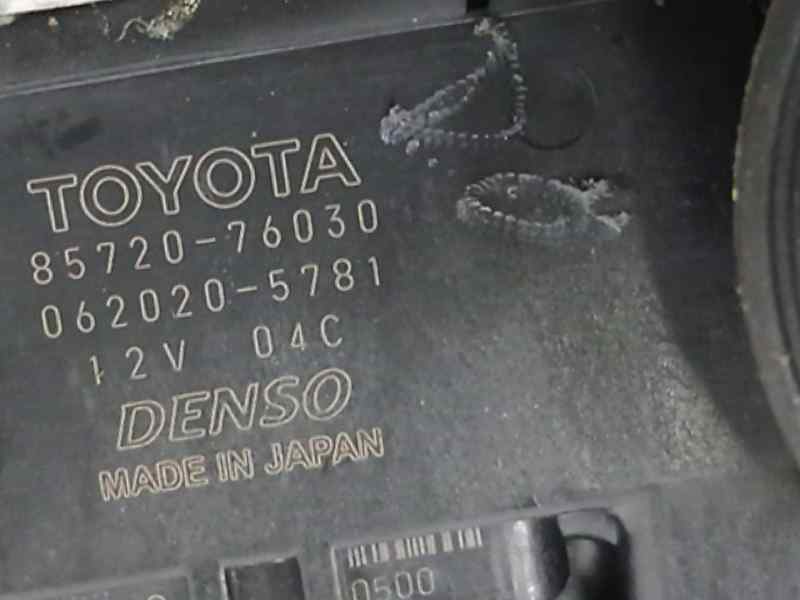 TOYOTA
85720-76030
062020-5781
12V 04C
DENSO
MADE IN JAPAN
0500